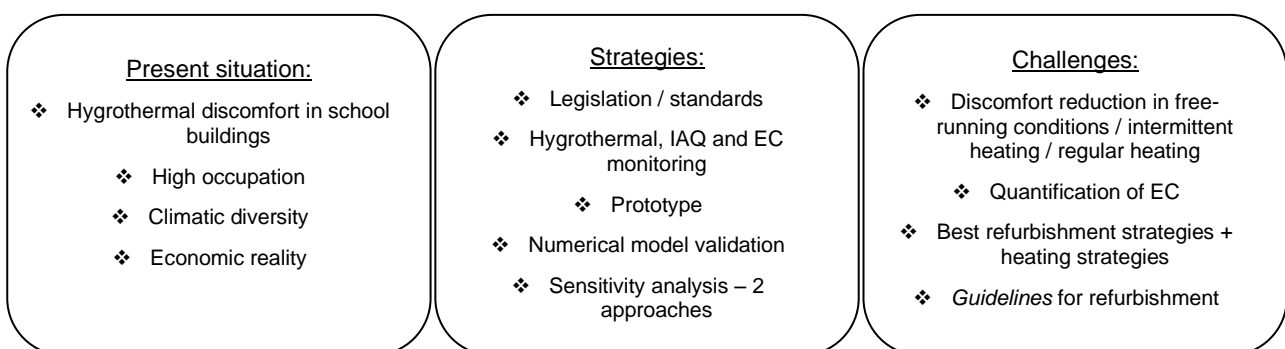 Present situation:
❖ Hygrothermal discomfort in school
buildings
❖ High occupation
❖ Climatic diversity
❖ Economic reality
Strategies:
❖ Legislation / standards
❖ Hygrothermal, IAQ and EC
monitoring
❖ Prototype
❖ Numerical model validation
❖ Sensitivity analysis – 2
approaches
Challenges:
❖ Discomfort reduction in free-
running conditions / intermittent
heating / regular heating
❖ Quantification of EC
❖ Best refurbishment strategies +
heating strategies
❖ Guidelines for refurbishment